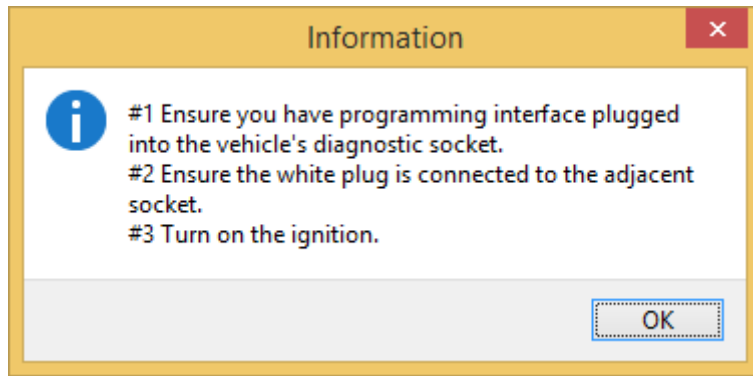 Information
#1 Ensure you have programming interface plugged
into the vehicle's diagnostic socket.
#2 Ensure the white plug is connected to the adjacent
socket.
#3 Turn on the ignition.
OK